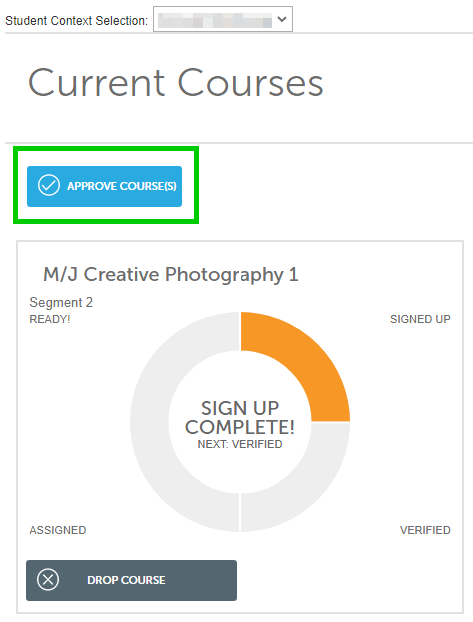 Student Context Selection:
Current Courses
APPROVE COURSE(S)
M/J Creative Photography 1
Segment 2
READY!
SIGNED UP
SIGN UP
COMPLETE!
NEXT: VERIFIED
ASSIGNED
VERIFIED
DROP COURSE